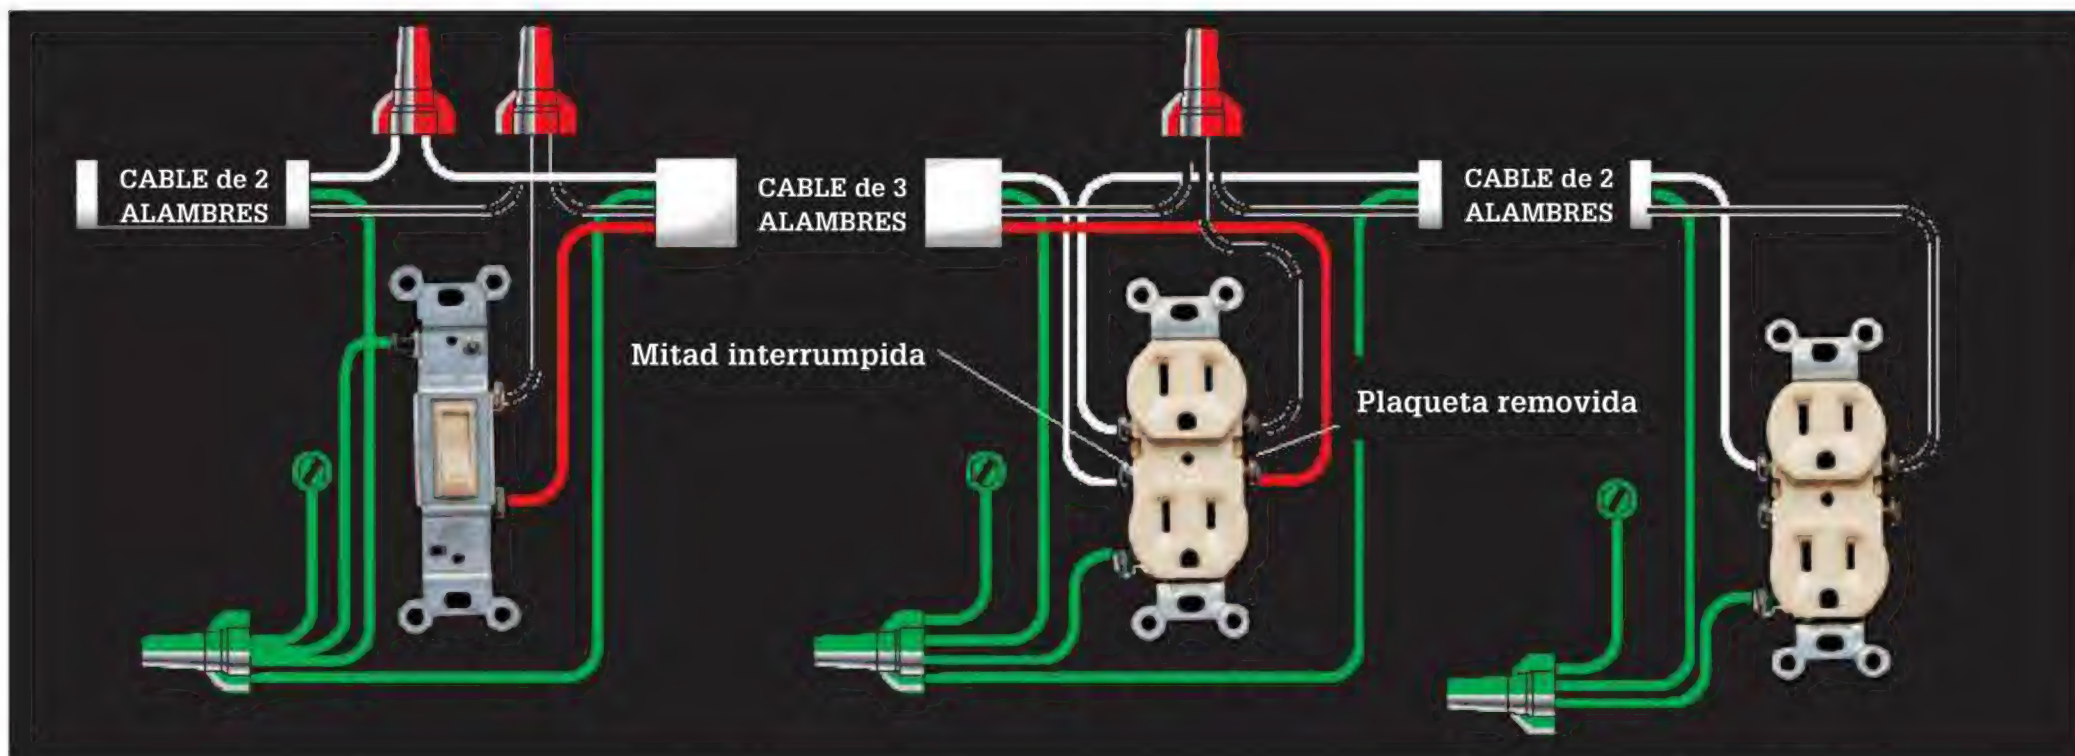 CABLE de 2
ALAMBRES
CABLE de 3
ALAMBRES
CABLE de 2
ALAMBRES
Mitad interrumpida
Plaqueta removida